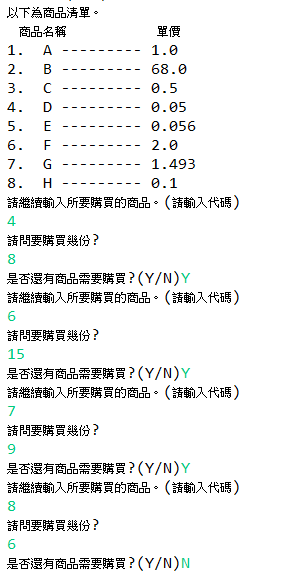 以下為商品清單。
商品名稱 單價
1. A --------- 1.0
2. B --------- 68.0
3. C --------- 0.5
4. D --------- 0.05
5. E --------- 0.056
6. F --------- 2.0
7. G --------- 1.493
8. H --------- 0.1
請繼續輸入所要購買的商品。(請輸入代碼)
4
請問要購買幾份?
8
是否還有商品需要購買?(Y/N)Y
請繼續輸入所要購買的商品。(請輸入代碼)
6
請問要購買幾份?
15
是否還有商品需要購買?(Y/N)Y
請繼續輸入所要購買的商品。(請輸入代碼)
7
請問要購買幾份?
9
是否還有商品需要購買?(Y/N)Y
請繼續輸入所要購買的商品。(請輸入代碼)
8
請問要購買幾份?
6
是否還有商品需要購買?(Y/N)N